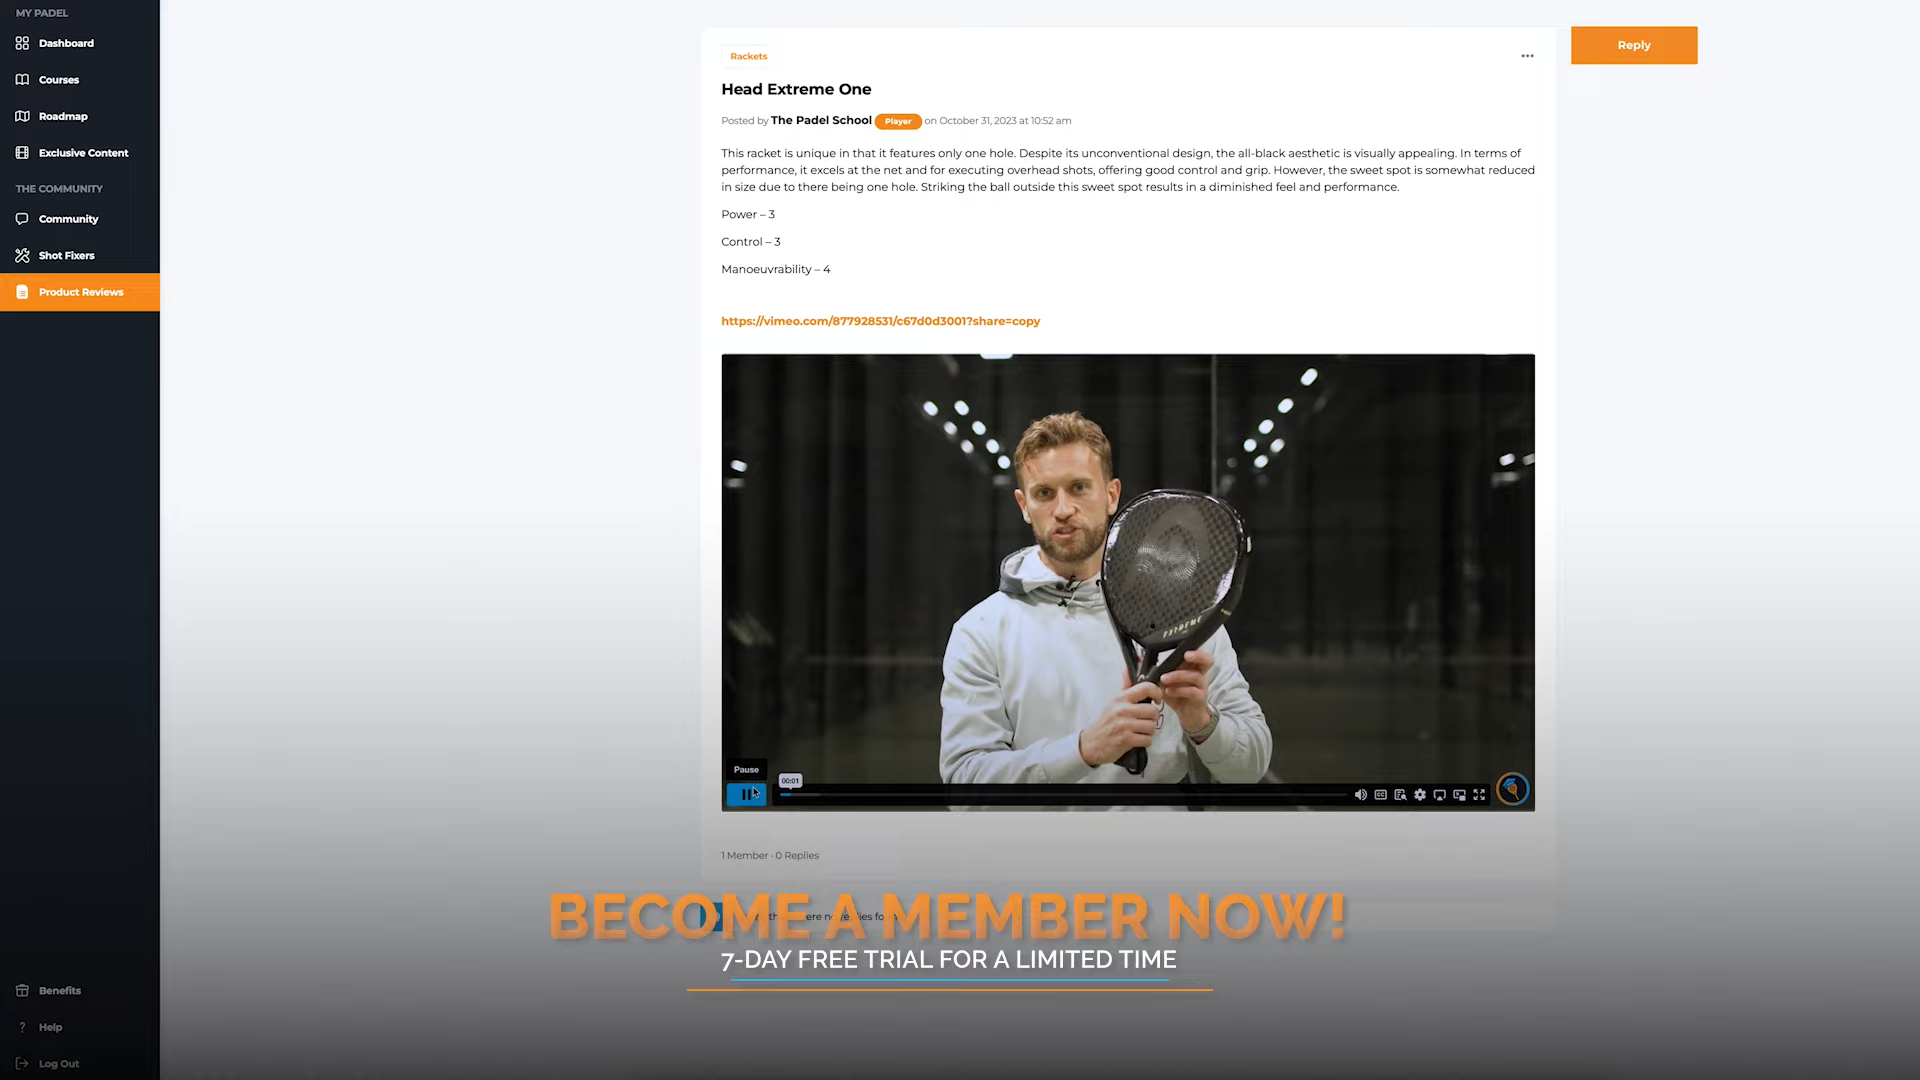 MY PADEL
Dashboard
Courses
Roadmap
Exclusive Content
THE COMMUNITY
Community
Shot Fixers
Product Reviews
Benefits
? Help
Log Out
Reply
Rackets
Head Extreme One
Posted by The Padel School Player on October 31, 2023 at 10:52 am
This racket is unique in that it features only one hole. Despite its unconventional design, the all-black aesthetic is visually appealing. In terms of
performance, it excels at the net and for executing overhead shots, offering good control and grip. However, the sweet spot is somewhat reduced
in size due to there being one hole. Striking the ball outside this sweet spot results in a diminished feel and performance.
Power – 3
Control – 3
Manoeuvrability – 4
https://vimeo.com/877928531/c67d0d3001?share=copy
EXTREME
Pause
00:01
CC
1 Member · 0 Replies
BECOME A MEMBER NOW!
7-DAY FREE TRIAL FOR A LIMITED TIME